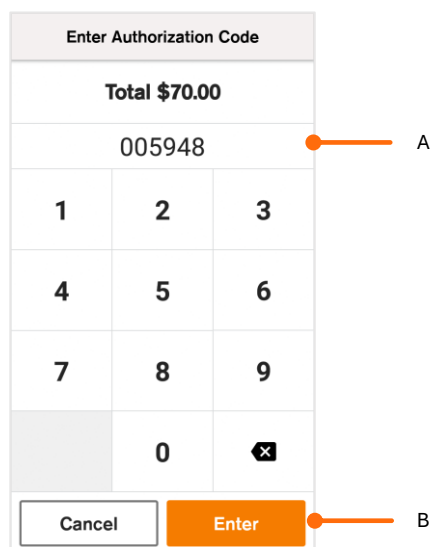 Enter Authorization Code
Total $70.00
005948
A
1 2 3
4 5 6
7 8 9
0
Cancel Enter
B